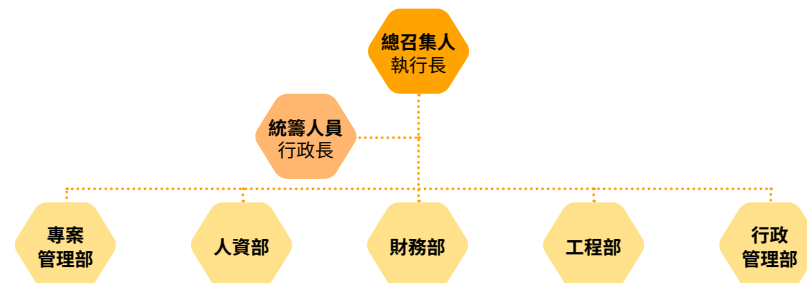 總召集人
執行長
統籌人員
行政長
專案
管理部
人資部
財務部
工程部
行政
管理部